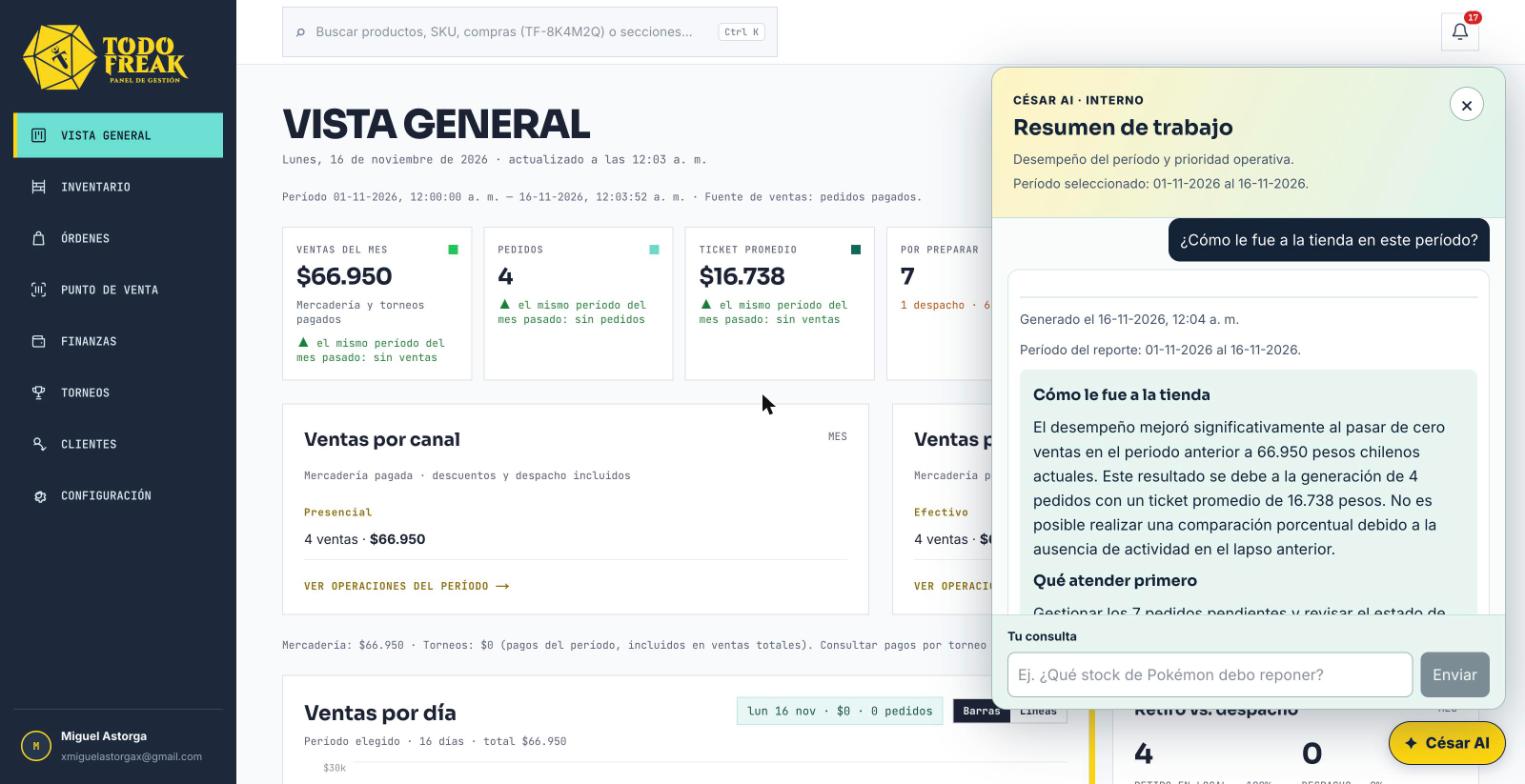 TODO
FREAK
PANEL DE GESTIÓN
VISTA GENERAL
INVENTARIO
ÓRDENES
PUNTO DE VENTA
FINANZAS
TORNEOS
CLIENTES
CONFIGURACIÓN
M
Miguel Astorga
xmiguelastorgax@gmail.com
Buscar productos, SKU, compras (TF-8K4M2Q) o secciones...
Ctrl K
17
VISTA GENERAL
Lunes, 16 de noviembre de 2026 · actualizado a las 12:03 a. m.
Período 01-11-2026, 12:00:00 a. m. — 16-11-2026, 12:03:52 a. m. · Fuente de ventas: pedidos pagados.
VENTAS DEL MES
$66.950
Mercadería y torneos
pagados
▲ el mismo período del
mes pasado: sin ventas
PEDIDOS
4
▲ el mismo período del
mes pasado: sin pedidos
TICKET PROMEDIO
$16.738
▲ el mismo período del
mes pasado: sin ventas
POR PREPARAR
7
1 despacho · 6
Ventas por canal
MES
Mercadería pagada · descuentos y despacho incluidos
Presencial
4 ventas · $66.950
VER OPERACIONES DEL PERÍODO →
Ventas p
Mercadería p
Efectivo
4 ventas · $6
VER OPERACIO
Mercadería: $66.950 · Torneos: $0 (pagos del período, incluidos en ventas totales). Consultar pagos por torneo
Ventas por día
lun 16 nov · $0 · 0 pedidos
Barras
Líneas
Período elegido · 16 días · total $66.950
$30k
CÉSAR AI · INTERNO
Resumen de trabajo
Desempeño del período y prioridad operativa.
Período seleccionado: 01-11-2026 al 16-11-2026.
¿Cómo le fue a la tienda en este período?
Generado el 16-11-2026, 12:04 a. m.
Período del reporte: 01-11-2026 al 16-11-2026.
Cómo le fue a la tienda
El desempeño mejoró significativamente al pasar de cero
ventas en el periodo anterior a 66.950 pesos chilenos
actuales. Este resultado se debe a la generación de 4
pedidos con un ticket promedio de 16.738 pesos. No es
posible realizar una comparación porcentual debido a la
ausencia de actividad en el lapso anterior.
Qué atender primero
Gestionar los 7 pedidos pendientes y revisar el estado de
Tu consulta
Ej. ¿Qué stock de Pokémon debo reponer?
Enviar
Retiro vs. despacho
MES
4
0
César AI